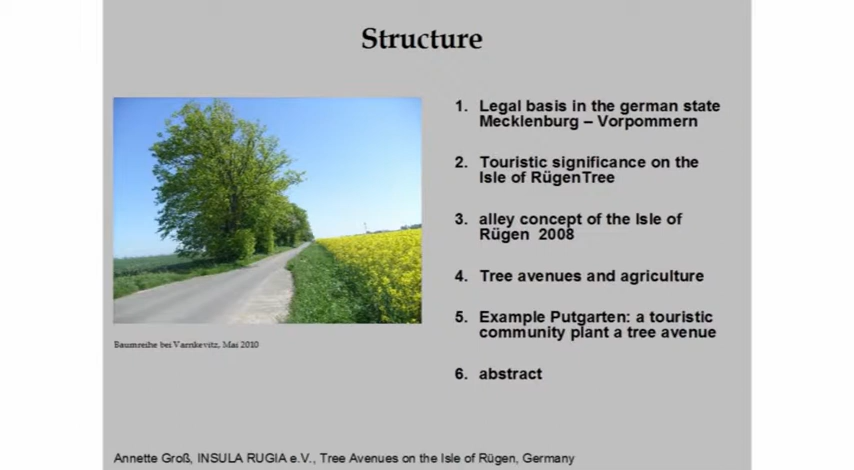 Structure
1. Legal basis in the german state
Mecklenburg – Vorpommern
2. Touristic significance on the
Isle of RügenTree
3. alley concept of the Isle of
Rügen 2008
4. Tree avenues and agriculture
5. Example Putgarten: a touristic
community plant a tree avenue
6. abstract
Baumreihe bei Varnkevitz, Mai 2010
Annette Groß, INSULA RUGIA e.V., Tree Avenues on the Isle of Rügen, Germany